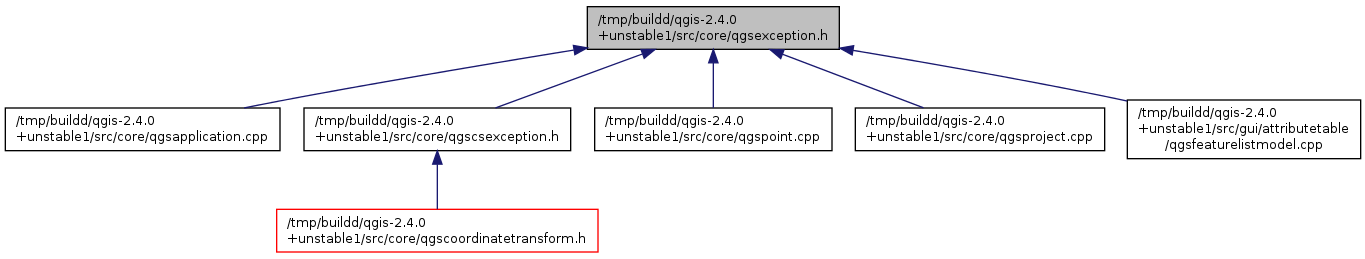 /tmp/buildd/qgis-2.4.0
+unstable1/src/core/qgsexception.h
/tmp/buildd/qgis-2.4.0
+unstable1/src/core/qgsapplication.cpp
/tmp/buildd/qgis-2.4.0
+unstable1/src/core/qgscsexception.h
/tmp/buildd/qgis-2.4.0
+unstable1/src/core/qgspoint.cpp
/tmp/buildd/qgis-2.4.0
+unstable1/src/core/qgsproject.cpp
/tmp/buildd/qgis-2.4.0
+unstable1/src/gui/attributetable
/qgsfeaturelistmodel.cpp
/tmp/buildd/qgis-2.4.0
+unstable1/src/core/qgscoordinatetransform.h